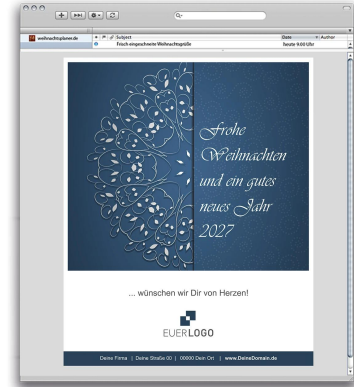 Subject
Date
Author
weihnachtsplaner.de
Frisch eingeschneite Weihnachtsgrüße
heute 9.00 Uhr
Frohe
Weihnachten
und ein gutes
neues Jahr
2027
... wünschen wir Dir von Herzen!
EUERLOGO
Deine Firma | Deine Straße 00 | 00000 Dein Ort | www.DeineDomain.de